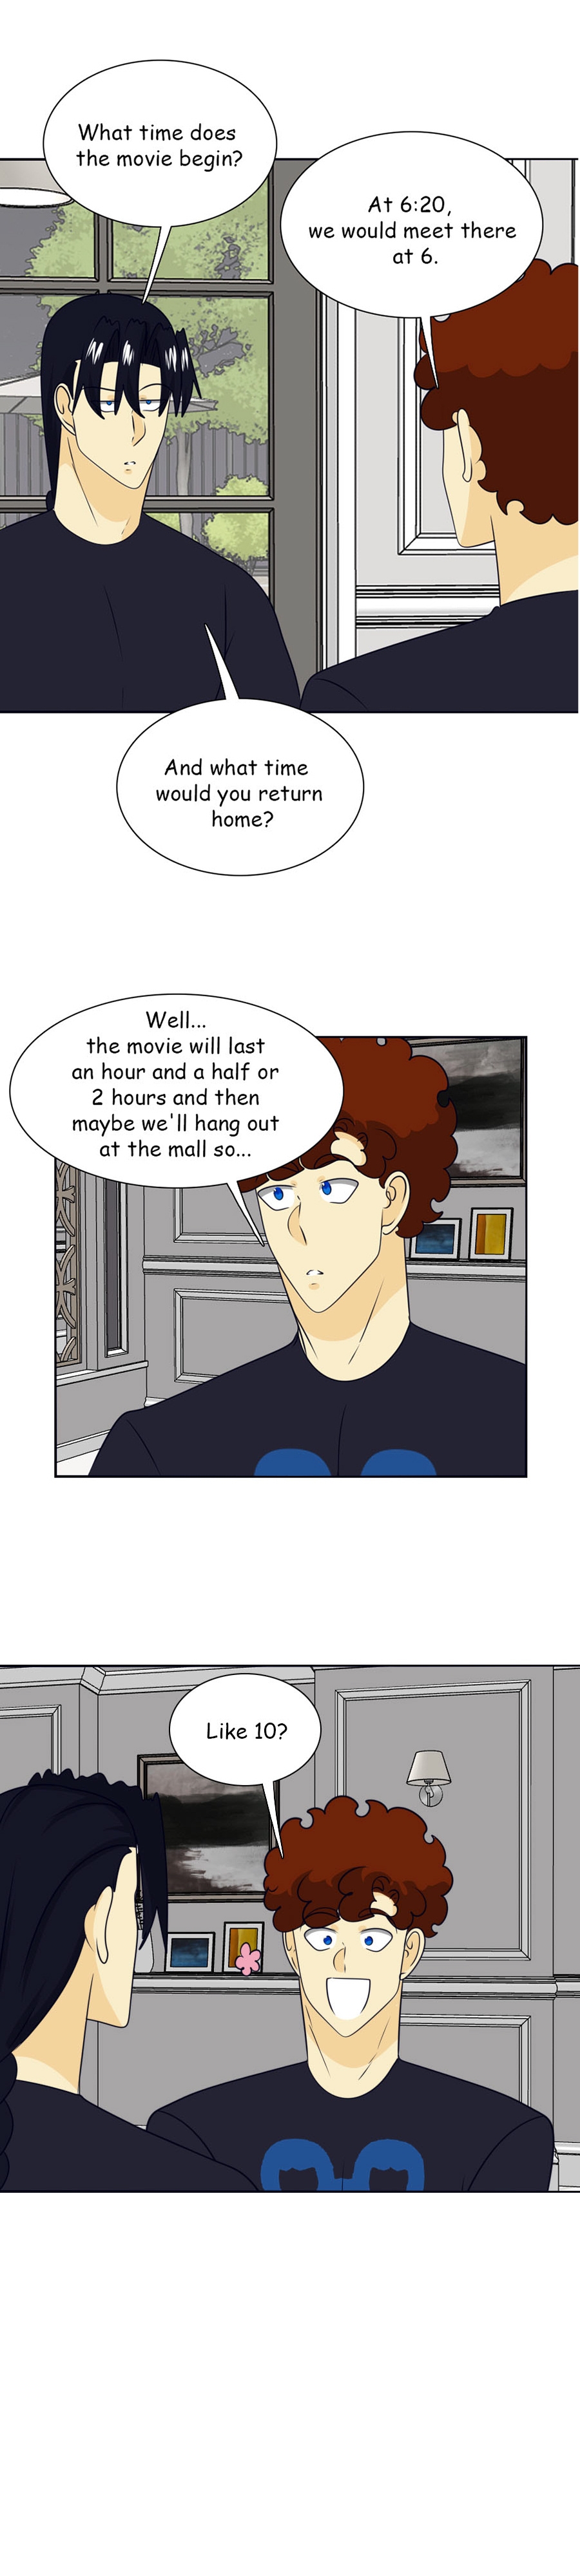 What time does
the movie begin?
At 6:20,
we would meet there
at 6.
And what time
would you return
home?
Well...
the movie will last
an hour and a half or
2 hours and then
maybe we'll hang out
at the mall so...
Like 10?